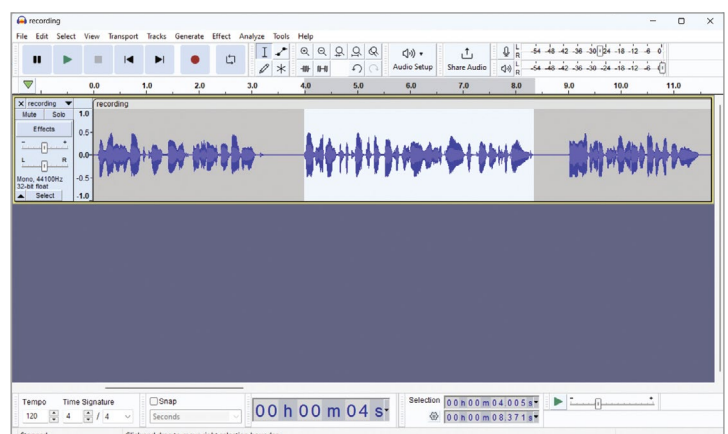 recording
File Edit Select View Transport Tracks Generate Effect Analyze Tools Help
Audio Setup Share Audio
L R -54 -48 -42 -36 -30 -24 -18 -12 -6 0
L R -54 -48 -42 -36 -30 -24 -18 -12 -6 0
0.0 1.0 2.0 3.0 4.0 5.0 6.0 7.0 8.0 9.0 10.0 11.0
recording
recording
Mute Solo
Effects
- +
L R
Mono, 44100Hz
32-bit float
Select
1.0
0.5
0.0
-0.5
-1.0
Tempo Time Signature
120 4 / 4
Snap
Seconds
00 h 00 m 04 s
Selection
00 h 00 m 04.005 s
00 h 00 m 08.371 s
- +